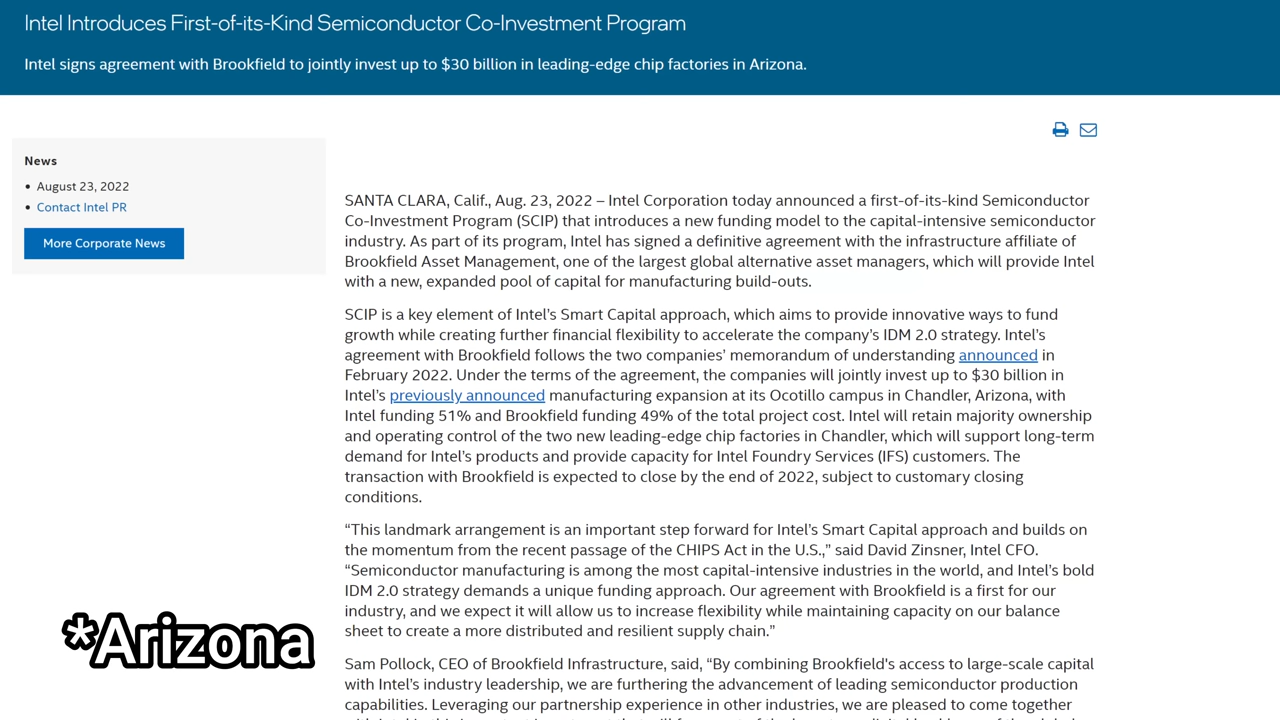 Intel Introduces First-of-its-Kind Semiconductor Co-Investment Program
Intel signs agreement with Brookfield to jointly invest up to $30 billion in leading-edge chip factories in Arizona.
News
• August 23, 2022
• Contact Intel PR
More Corporate News
SANTA CLARA, Calif., Aug. 23, 2022 – Intel Corporation today announced a first-of-its-kind Semiconductor
Co-Investment Program (SCIP) that introduces a new funding model to the capital-intensive semiconductor
industry. As part of its program, Intel has signed a definitive agreement with the infrastructure affiliate of
Brookfield Asset Management, one of the largest global alternative asset managers, which will provide Intel
with a new, expanded pool of capital for manufacturing build-outs.
SCIP is a key element of Intel’s Smart Capital approach, which aims to provide innovative ways to fund
growth while creating further financial flexibility to accelerate the company’s IDM 2.0 strategy. Intel’s
agreement with Brookfield follows the two companies’ memorandum of understanding announced in
February 2022. Under the terms of the agreement, the companies will jointly invest up to $30 billion in
Intel’s previously announced manufacturing expansion at its Ocotillo campus in Chandler, Arizona, with
Intel funding 51% and Brookfield funding 49% of the total project cost. Intel will retain majority ownership
and operating control of the two new leading-edge chip factories in Chandler, which will support long-term
demand for Intel’s products and provide capacity for Intel Foundry Services (IFS) customers. The
transaction with Brookfield is expected to close by the end of 2022, subject to customary closing
conditions.
“This landmark arrangement is an important step forward for Intel’s Smart Capital approach and builds on
the momentum from the recent passage of the CHIPS Act in the U.S.,” said David Zinsner, Intel CFO.
“Semiconductor manufacturing is among the most capital-intensive industries in the world, and Intel’s bold
IDM 2.0 strategy demands a unique funding approach. Our agreement with Brookfield is a first for our
industry, and we expect it will allow us to increase flexibility while maintaining capacity on our balance
sheet to create a more distributed and resilient supply chain.”
*Arizona
Sam Pollock, CEO of Brookfield Infrastructure, said, “By combining Brookfield's access to large-scale capital
with Intel’s industry leadership, we are furthering the advancement of leading semiconductor production
capabilities. Leveraging our partnership experience in other industries, we are pleased to come together